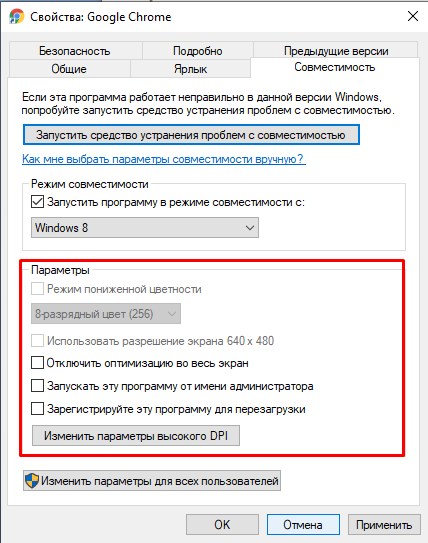 Свойства: Google Chrome
Безопасность Подробно Предыдущие версии
Общие Ярлык Совместимость
Если эта программа работает неправильно в данной версии Windows,
попробуйте запустить средство устранения проблем с совместимостью.
Запустить средство устранения проблем с совместимостью
Как мне выбрать параметры совместимости вручную?
Режим совместимости
Запустить программу в режиме совместимости с:
Windows 8
Параметры
Режим пониженной цветности
8-разрядный цвет (256)
Использовать разрешение экрана 640 x 480
Отключить оптимизацию во весь экран
Запускать эту программу от имени администратора
Зарегистрируйте эту программу для перезагрузки
Изменить параметры высокого DPI
Изменить параметры для всех пользователей
OK Отмена Применить